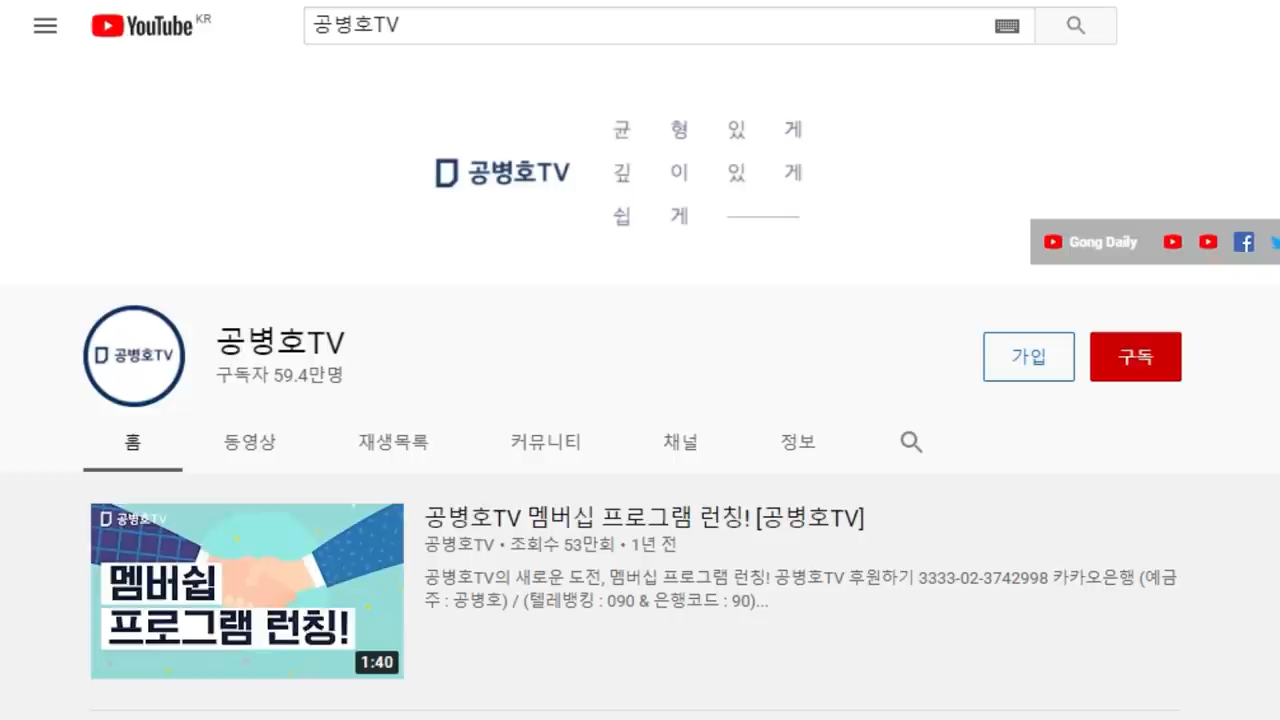 YouTube KR
공병호TV
균 형 있 게
공병호TV
깊 이 있 게
쉽 게
Gong Daily
공병호TV
공병호TV
구독자 59.4만명
가입
구독
홈
동영상
재생목록
커뮤니티
채널
정보
공병호TV
멤버쉽
프로그램 런칭!
1:40
공병호TV 멤버십 프로그램 런칭! [공병호TV]
공병호TV • 조회수 53만회 • 1년 전
공병호TV의 새로운 도전, 멤버십 프로그램 런칭! 공병호TV 후원하기 3333-02-3742998 카카오은행 (예금
주 : 공병호) / (텔레뱅킹 : 090 & 은행코드 : 90)...